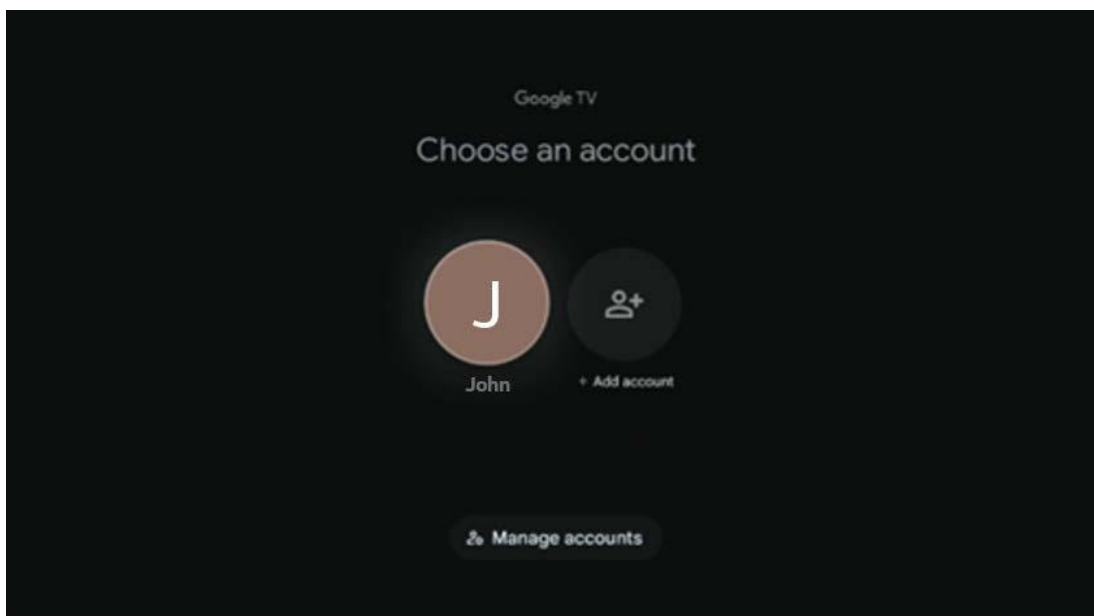 Google TV
Choose an account
J
John
+ Add account
Manage accounts